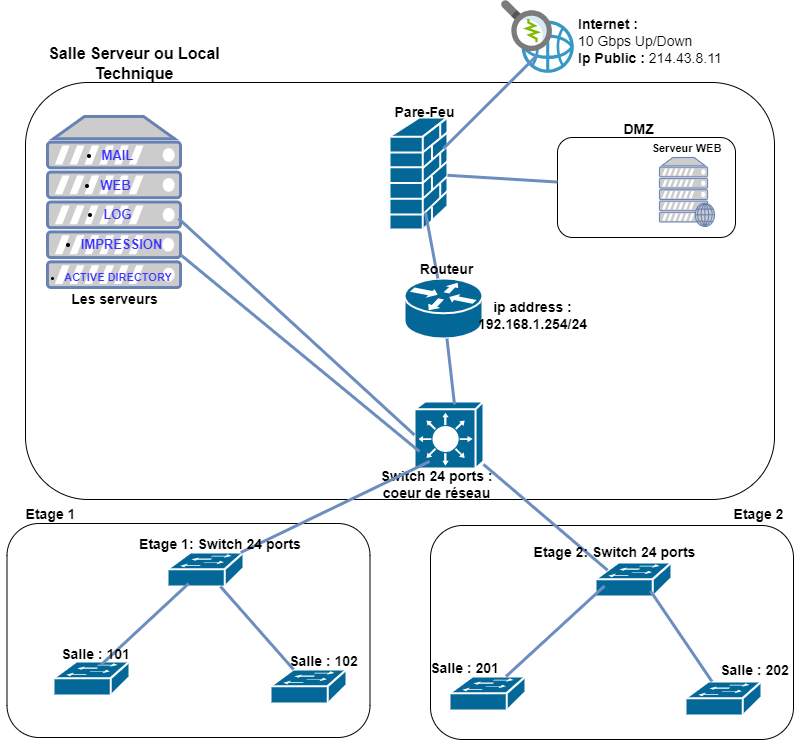 Internet :
10 Gbps Up/Down
Ip Public : 214.43.8.11
Salle Serveur ou Local
Technique
Pare-Feu
DMZ
Serveur WEB
MAIL
WEB
LOG
IMPRESSION
ACTIVE DIRECTORY
Les serveurs
Routeur
ip address :
192.168.1.254/24
Switch 24 ports :
coeur de réseau
Etage 1
Etage 2
Etage 1: Switch 24 ports
Etage 2: Switch 24 ports
Salle : 101
Salle : 102
Salle : 201
Salle : 202